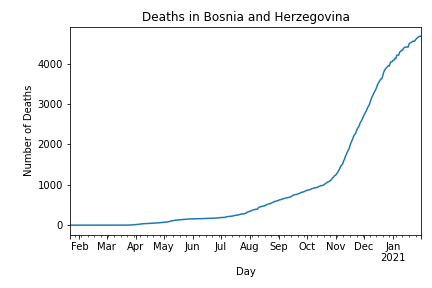 Deaths in Bosnia and Herzegovina
Number of Deaths
4000
3000
2000
1000
0
Feb Mar Apr May Jun Jul Aug Sep Oct Nov Dec Jan
2021
Day